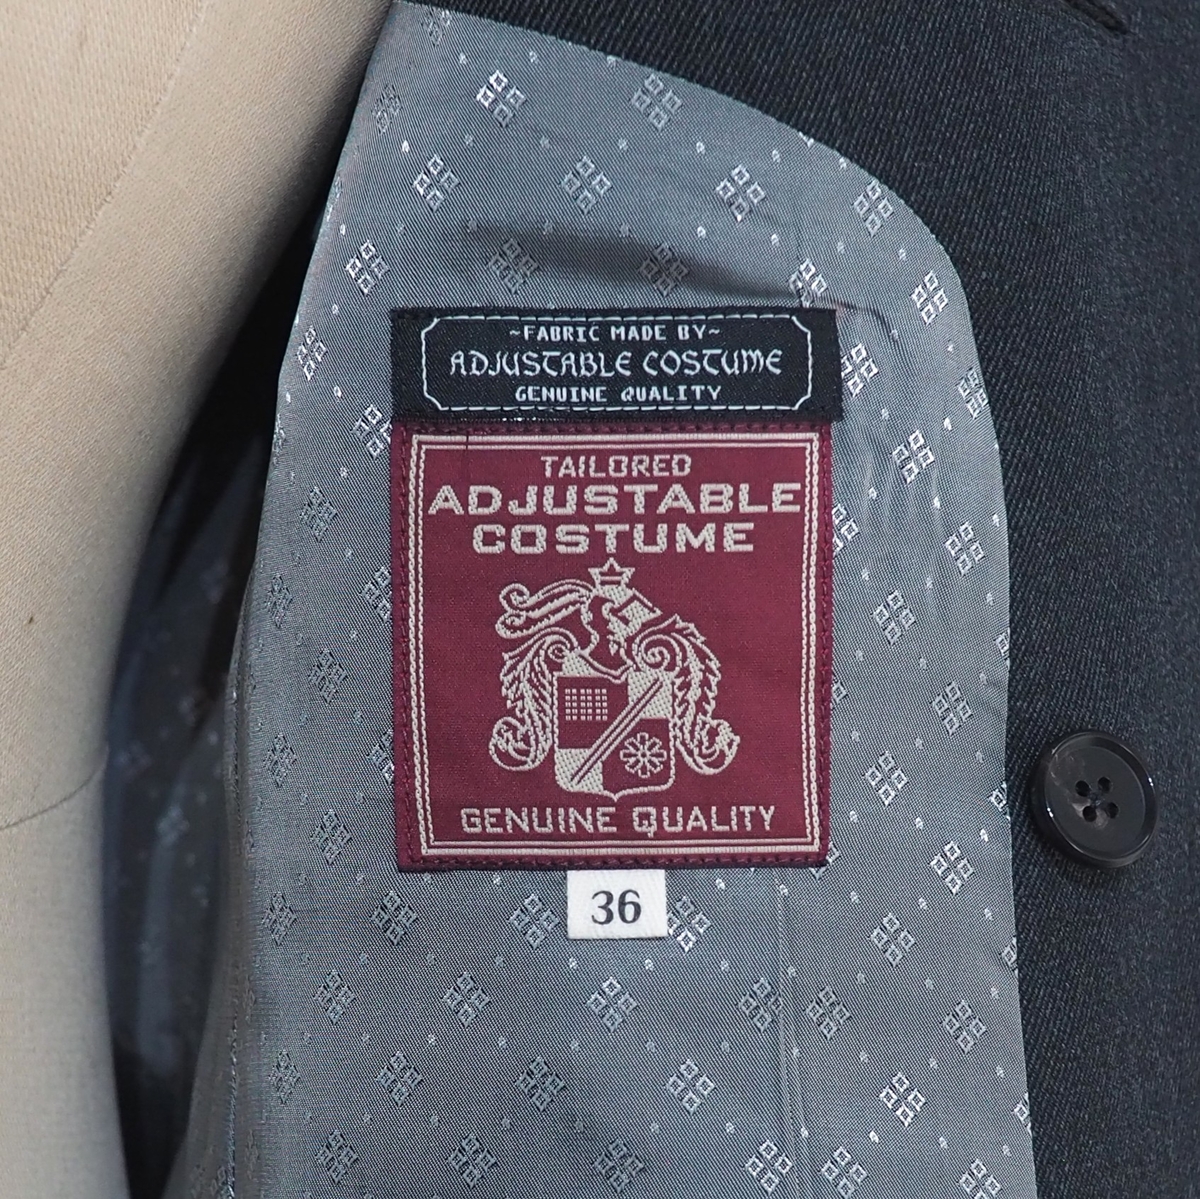 ~FABRIC MADE BY~
ADJUSTABLE COSTUME
GENUINE QUALITY
TAILORED
ADJUSTABLE
COSTUME
GENUINE QUALITY
36